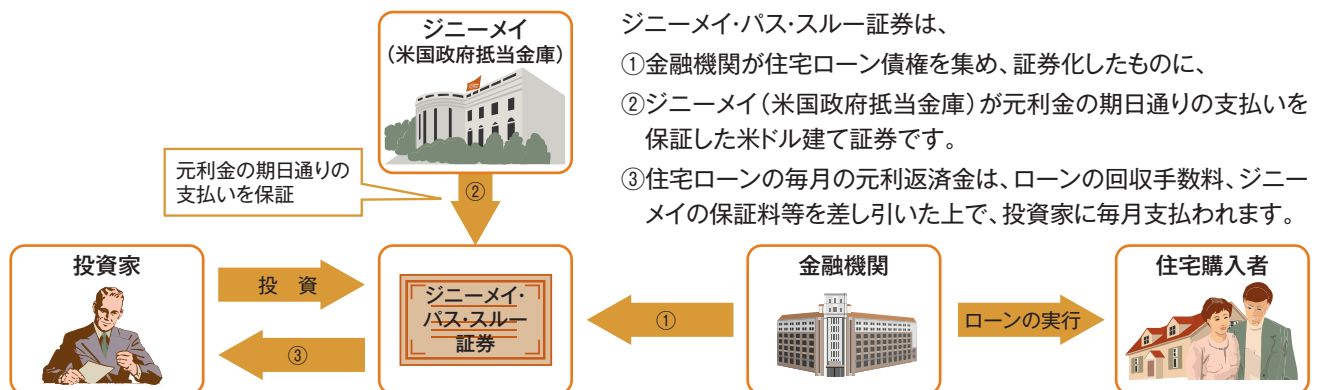 ジニーメイ
(米国政府抵当金庫)
ジニーメイ・パス・スルー証券は、
①金融機関が住宅ローン債権を集め、証券化したものに、
②ジニーメイ(米国政府抵当金庫)が元利金の期日通りの支払いを
保証した米ドル建て証券です。
③住宅ローンの毎月の元利返済金は、ローンの回収手数料、ジニー
メイの保証料等を差し引いた上で、投資家に毎月支払われます。
元利金の期日通りの
支払いを保証
②
投資家
投 資
③
ジニーメイ・
パス・スルー
証券
①
金融機関
ローンの実行
住宅購入者